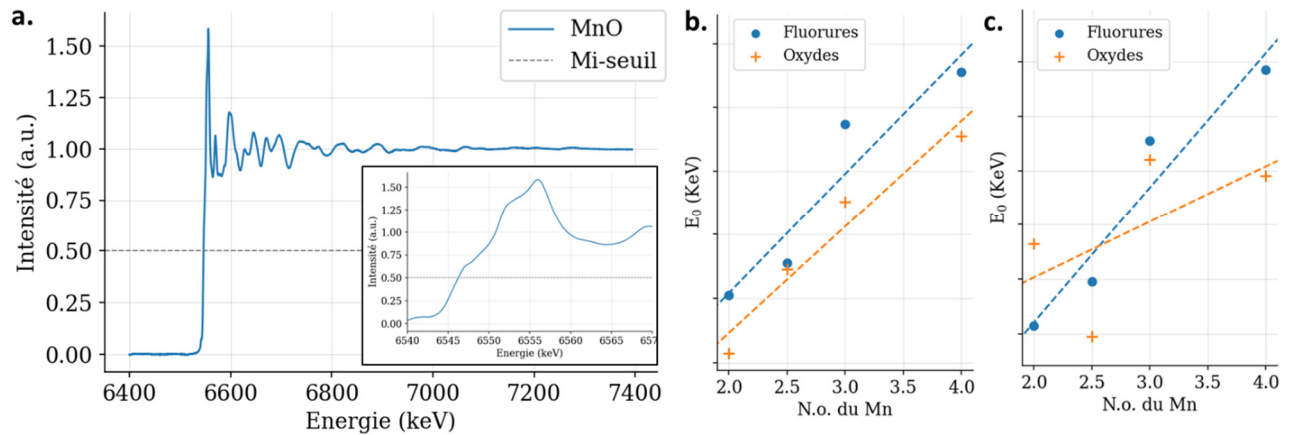 a.
MnO
Mi-seuil
Intensité (a.u.)
1.50
1.25
1.00
0.75
0.50
0.25
0.00
6400
6600
6800
7000
7200
7400
Energie (keV)
Intensité (a.u.)
1.50
1.25
1.00
0.75
0.50
0.25
0.00
6540
6545
6550
6555
6560
6565
657
Energie (keV)
b.
Fluorures
Oxydes
E₀ (KeV)
2.0
2.5
3.0
3.5
4.0
N.o. du Mn
c.
Fluorures
Oxydes
E₀ (KeV)
2.0
2.5
3.0
3.5
4.0
N.o. du Mn